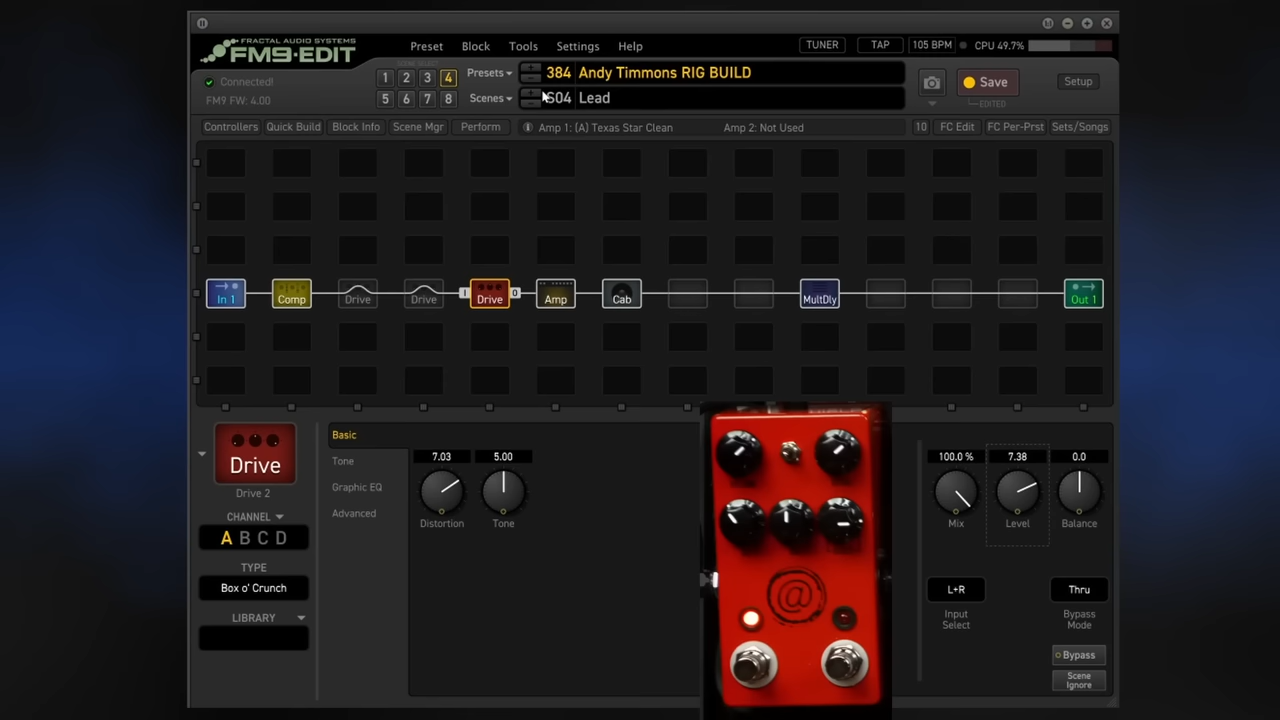 FRACTAL AUDIO SYSTEMS
FM9-EDIT
Preset Block Tools Settings Help
TUNER TAP 105 BPM CPU 49.7%
Connected!
FM9 FW: 4.00
SCENE SELECT
1 2 3 4
5 6 7 8
Presets 384 Andy Timmons RIG BUILD
Scenes S04 Lead
Save
EDITED
Setup
Controllers Quick Build Block Info Scene Mgr Perform Amp 1: (A) Texas Star Clean Amp 2: Not Used 10 FC Edit FC Per-Prst Sets/Songs
In 1 Comp Drive Drive I Drive O Amp Cab MultDly Out 1
Drive
Drive 2
CHANNEL
A B C D
TYPE
Box o' Crunch
LIBRARY
Basic
Tone
Graphic EQ
Advanced
7.03 5.00
Distortion Tone
@
100.0 % 7.38 0.0
Mix Level Balance
L+R Thru
Input Select
Bypass Mode
Bypass
Scene Ignore